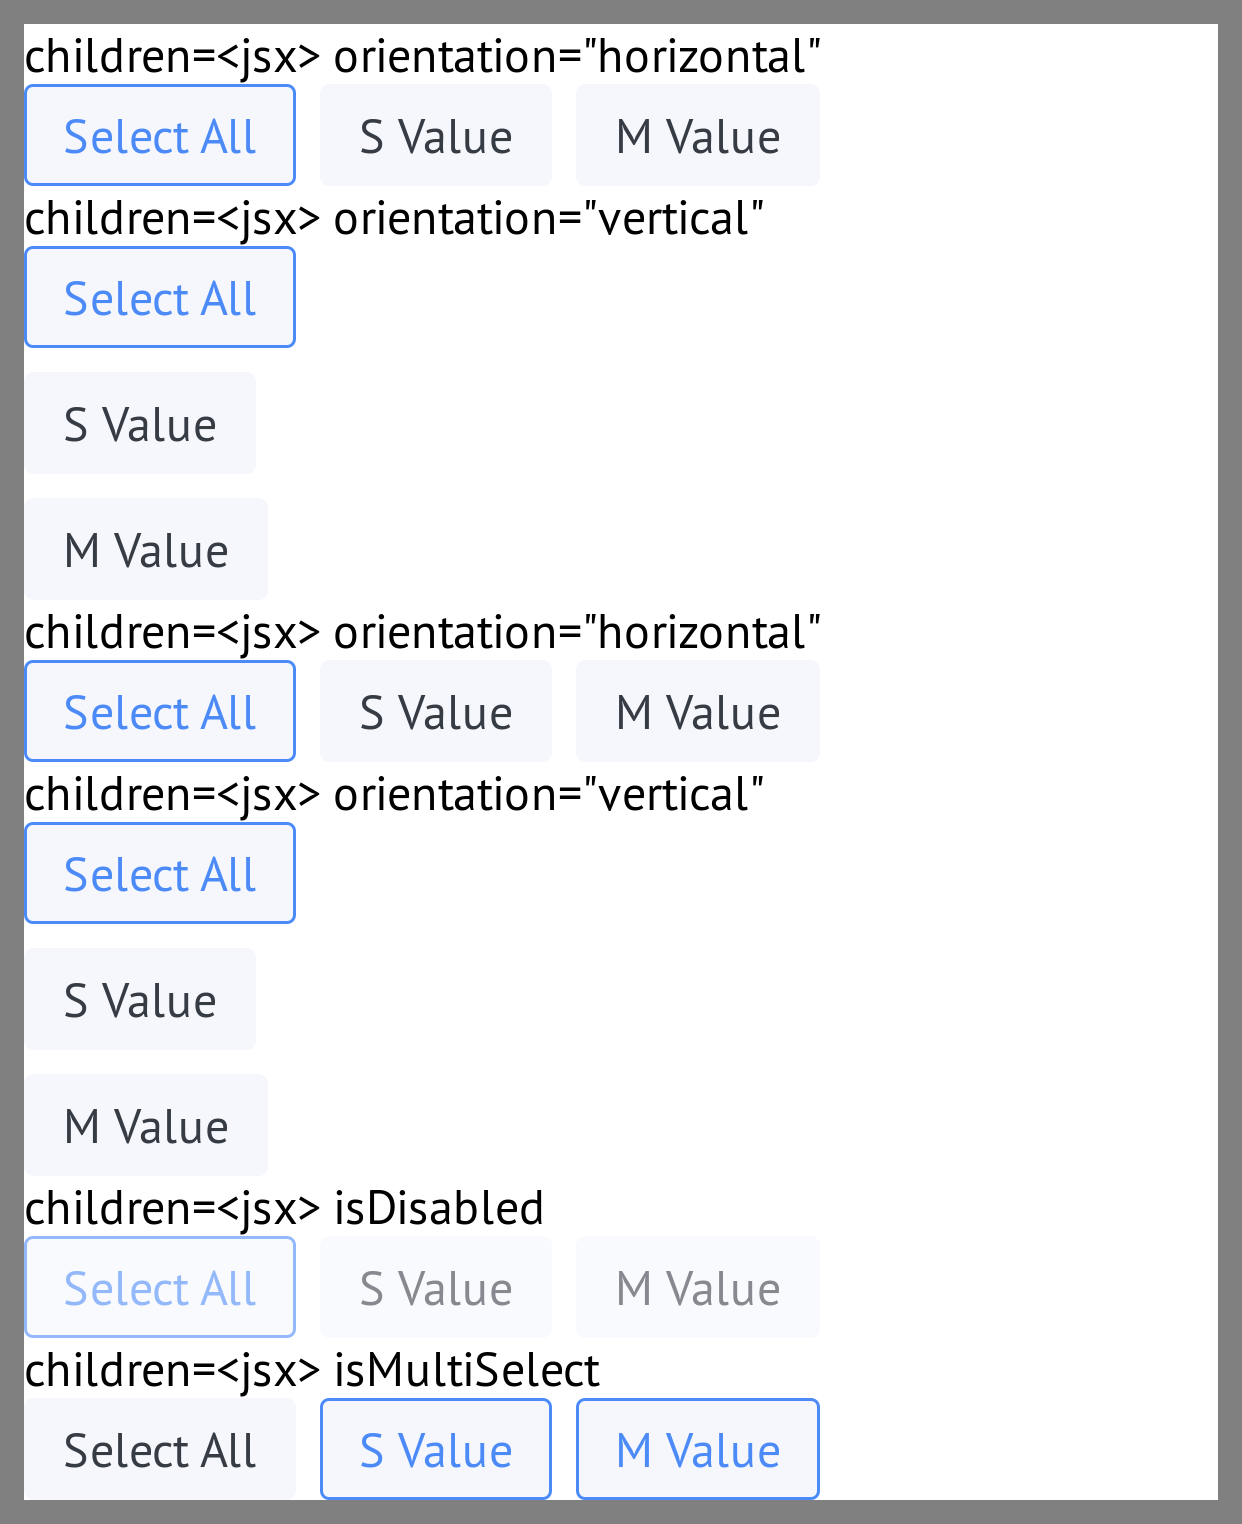 children=<jsx> orientation="horizontal"
Select All S Value M Value
children=<jsx> orientation="vertical"
Select All
S Value
M Value
children=<jsx> orientation="horizontal"
Select All S Value M Value
children=<jsx> orientation="vertical"
Select All
S Value
M Value
children=<jsx> isDisabled
Select All S Value M Value
children=<jsx> isMultiSelect
Select All S Value M Value